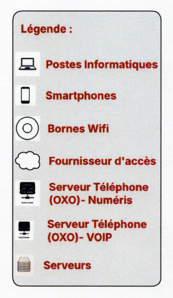 Légende :
Postes Informatiques
Smartphones
Bornes Wifi
Fournisseur d'accès
Serveur Téléphone
(OXO)- Numéris
Serveur Téléphone
(OXO)- VOIP
Serveurs